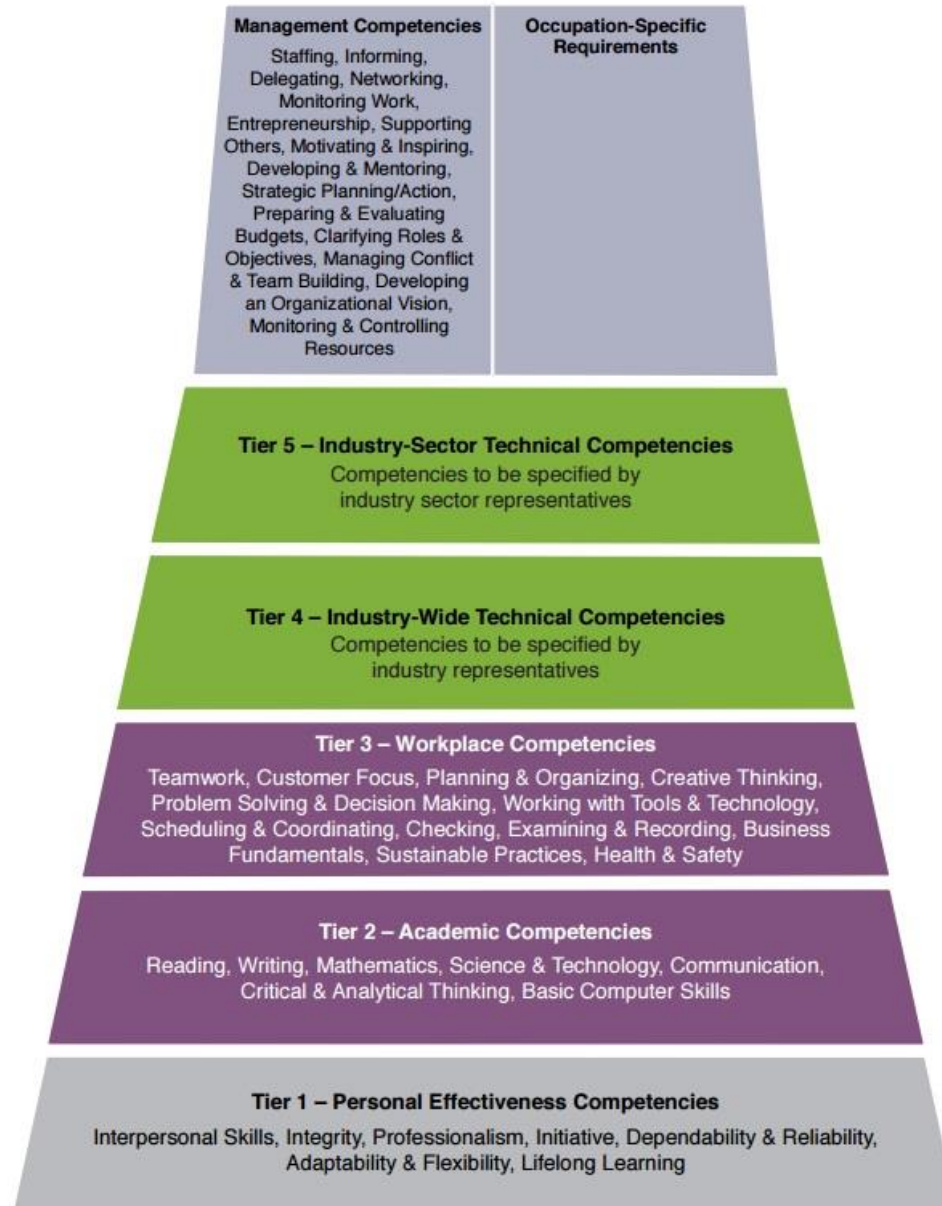 Management Competencies
Staffing, Informing,
Delegating, Networking,
Monitoring Work,
Entrepreneurship, Supporting
Others, Motivating & Inspiring,
Developing & Mentoring,
Strategic Planning/Action,
Preparing & Evaluating
Budgets, Clarifying Roles &
Objectives, Managing Conflict
& Team Building, Developing
an Organizational Vision,
Monitoring & Controlling
Resources
Occupation-Specific
Requirements
Tier 5 – Industry-Sector Technical Competencies
Competencies to be specified by
industry sector representatives
Tier 4 – Industry-Wide Technical Competencies
Competencies to be specified by
industry representatives
Tier 3 – Workplace Competencies
Teamwork, Customer Focus, Planning & Organizing, Creative Thinking,
Problem Solving & Decision Making, Working with Tools & Technology,
Scheduling & Coordinating, Checking, Examining & Recording, Business
Fundamentals, Sustainable Practices, Health & Safety
Tier 2 – Academic Competencies
Reading, Writing, Mathematics, Science & Technology, Communication,
Critical & Analytical Thinking, Basic Computer Skills
Tier 1 – Personal Effectiveness Competencies
Interpersonal Skills, Integrity, Professionalism, Initiative, Dependability & Reliability,
Adaptability & Flexibility, Lifelong Learning